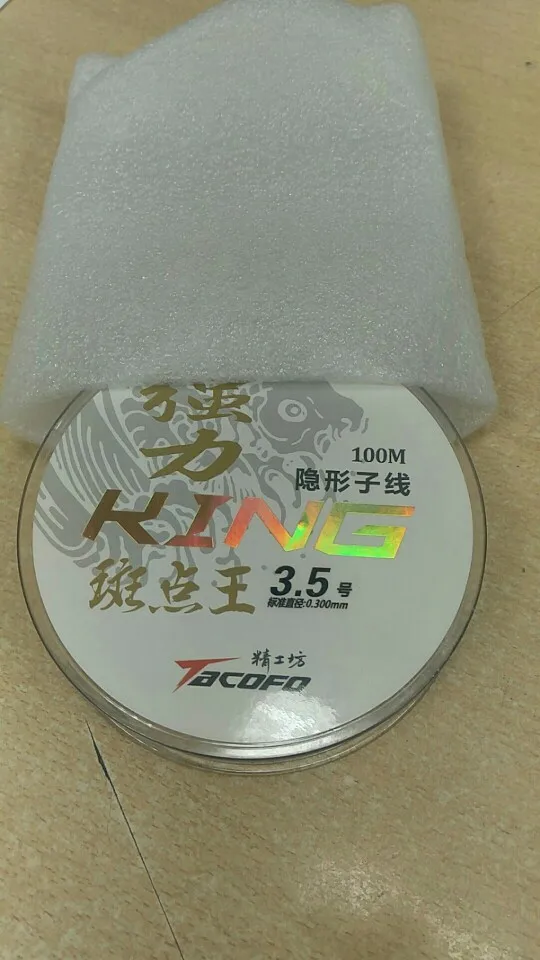 强力
100M
隐形子线
KING
斑点王
3.5号
标准直径:0.300mm
精工坊
TACOFO